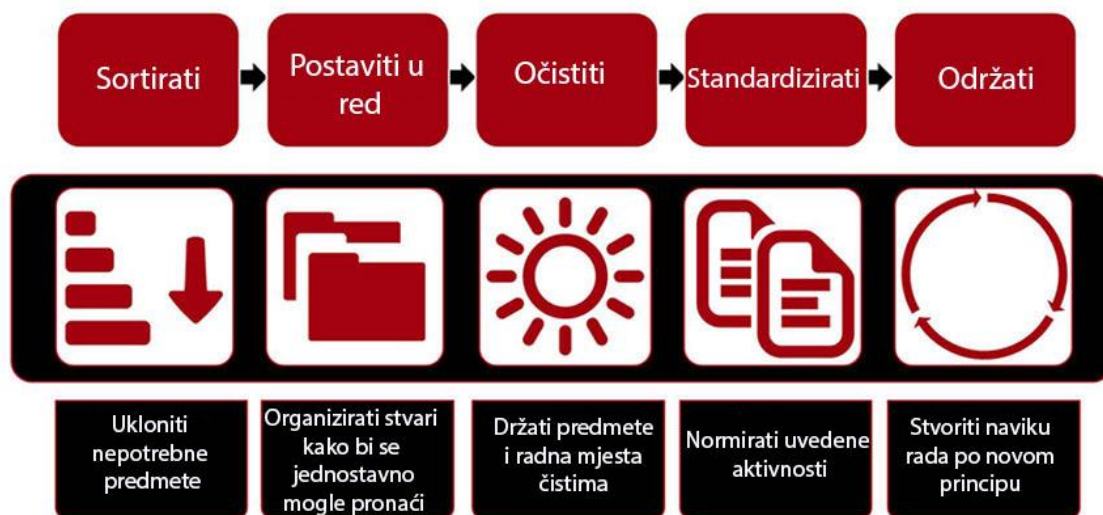 Sortirati
Postaviti u
red
Očistiti
Standardizirati
Održati
Ukloniti
nepotrebne
predmete
Organizirati stvari
kako bi se
jednostavno
mogle pronaći
Držati predmete
i radna mjesta
čistima
Normirati uvedene
aktivnosti
Stvoriti naviku
rada po novom
principu